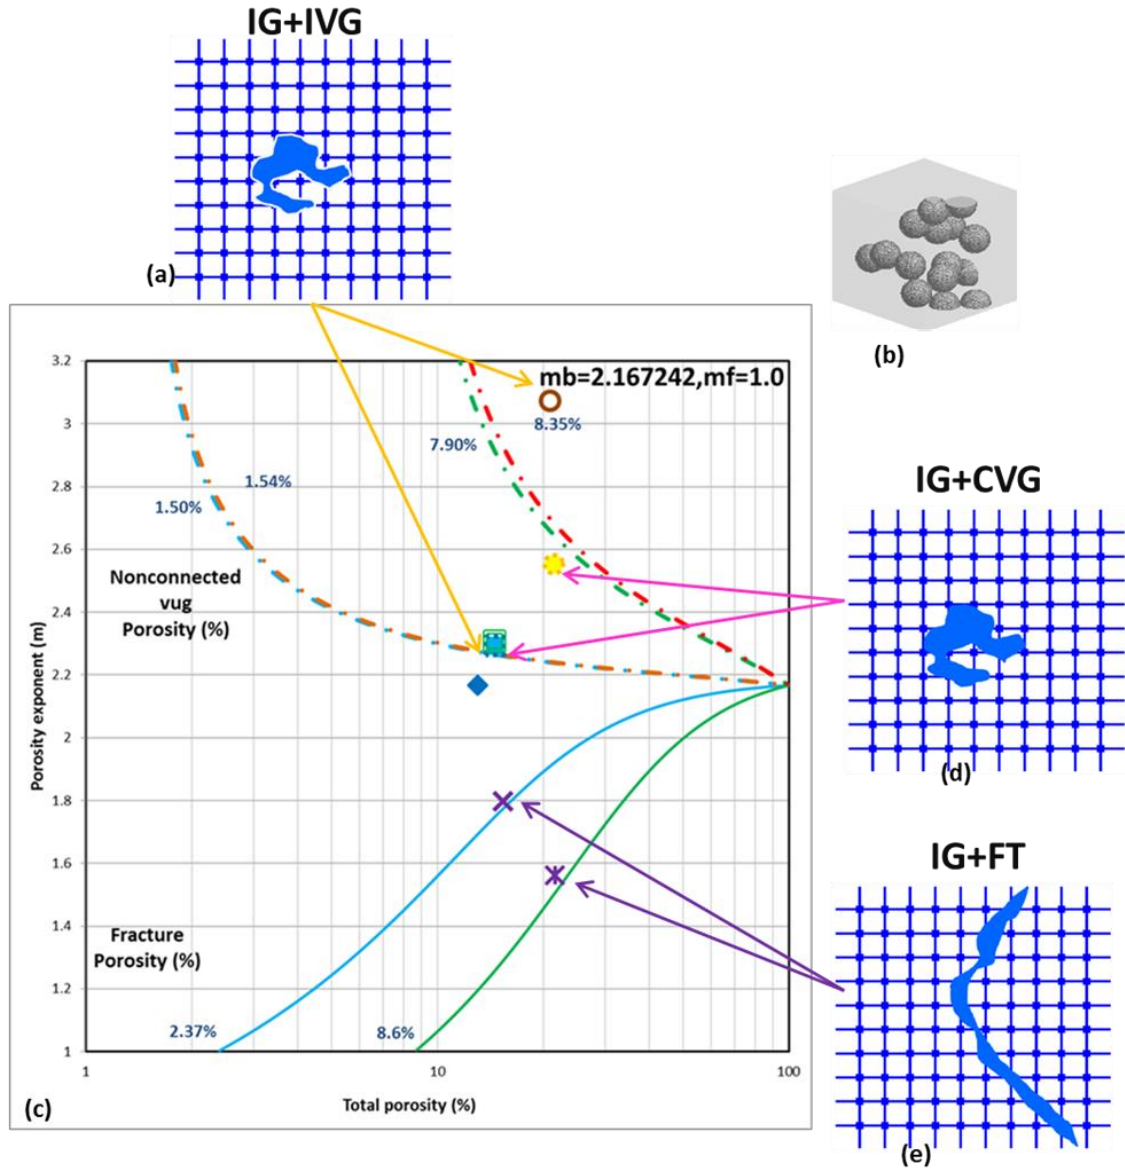 IG+IVG
(a)
(b)
3.2
3
2.8
2.6
2.4
2.2
2
1.8
1.6
1.4
1.2
1
Porosity exponent (m)
mb=2.167242,mf=1.0
8.35%
7.90%
1.54%
1.50%
Nonconnected
vug
Porosity (%)
Fracture
Porosity (%)
2.37%
8.6%
1
10
100
Total porosity (%)
(c)
IG+CVG
(d)
IG+FT
(e)